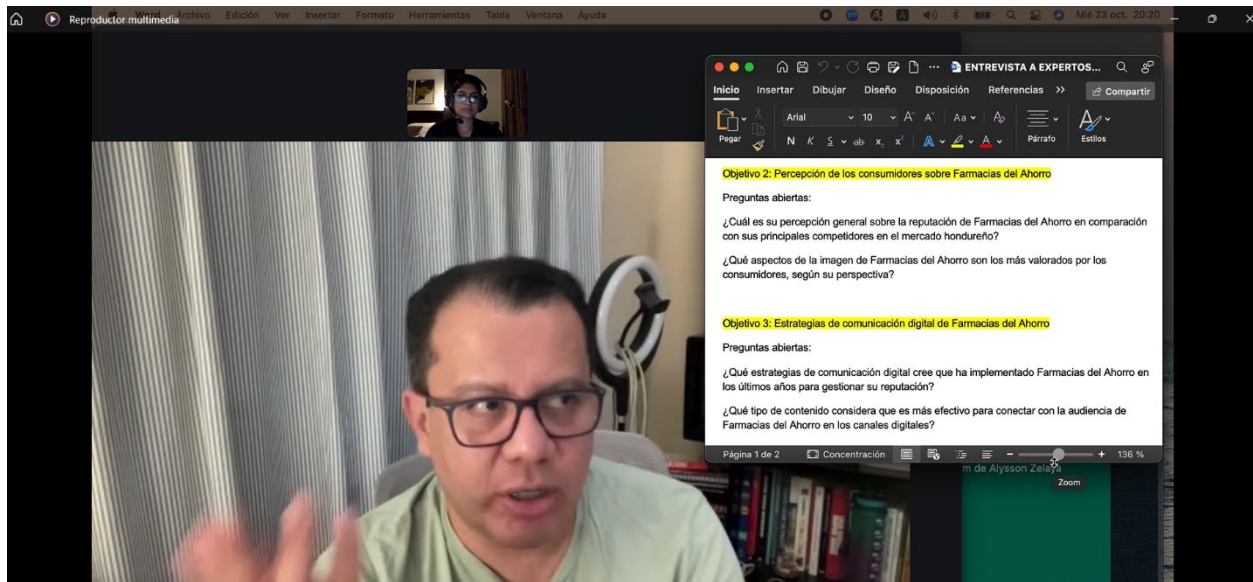 Reproductor multimedia
Word Archivo Edición Ver Insertar Formato Herramientas Tabla Ventana Ayuda
Mié 23 oct. 20:20
ENTREVISTA A EXPERTOS...
Inicio Insertar Dibujar Diseño Disposición Referencias >> Compartir
Pegar
Arial 10
N K S ab x, x'
Párrafo
Estilos
Objetivo 2: Percepción de los consumidores sobre Farmacias del Ahorro
Preguntas abiertas:
¿Cuál es su percepción general sobre la reputación de Farmacias del Ahorro en comparación
con sus principales competidores en el mercado hondureño?
¿Qué aspectos de la imagen de Farmacias del Ahorro son los más valorados por los
consumidores, según su perspectiva?
Objetivo 3: Estrategias de comunicación digital de Farmacias del Ahorro
Preguntas abiertas:
¿Qué estrategias de comunicación digital cree que ha implementado Farmacias del Ahorro en
los últimos años para gestionar su reputación?
¿Qué tipo de contenido considera que es más efectivo para conectar con la audiencia de
Farmacias del Ahorro en los canales digitales?
Página 1 de 2 Concentración 136 %
m de Alysson Zelaya
Zoom